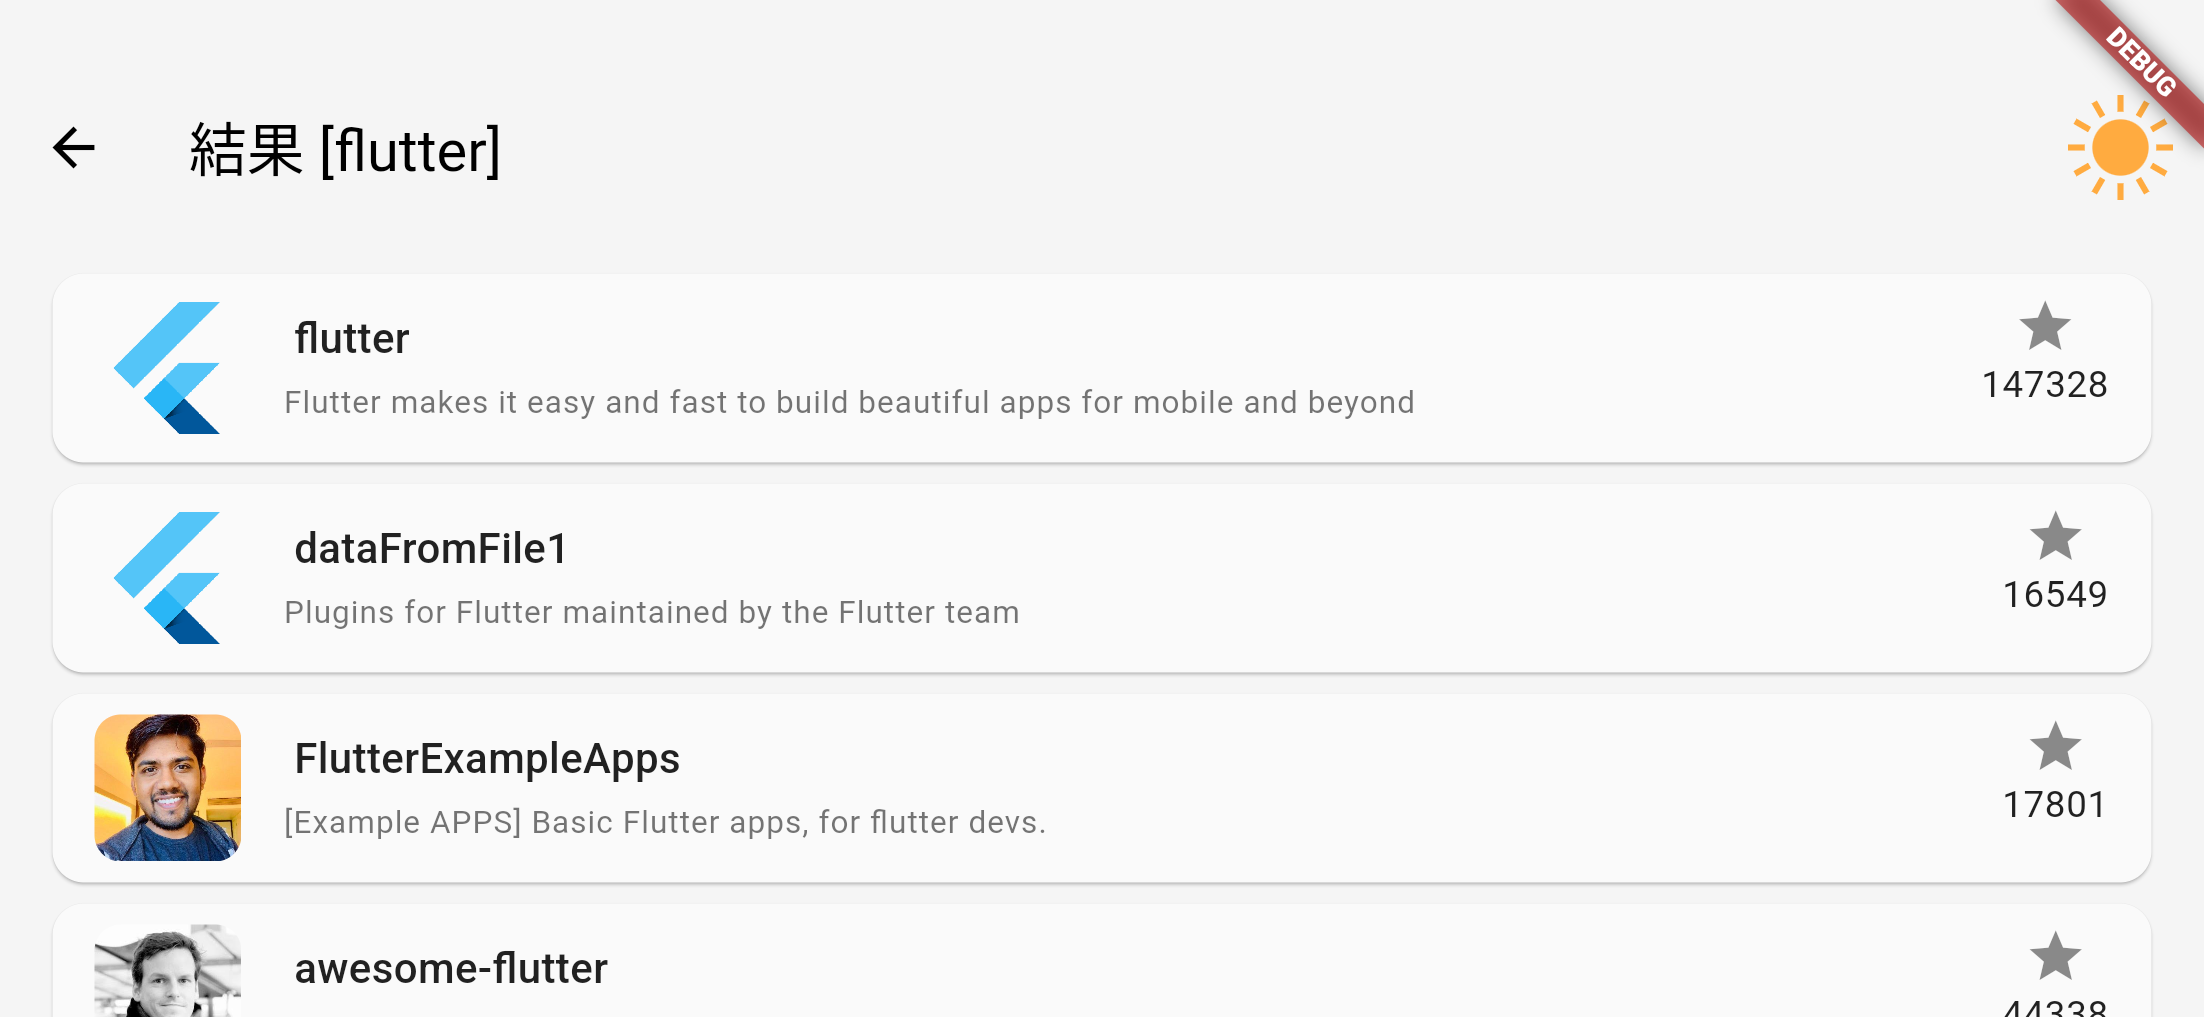 DEBUG
結果 [flutter]
flutter
Flutter makes it easy and fast to build beautiful apps for mobile and beyond
147328
dataFromFile1
Plugins for Flutter maintained by the Flutter team
16549
FlutterExampleApps
[Example APPS] Basic Flutter apps, for flutter devs.
17801
awesome-flutter
44338